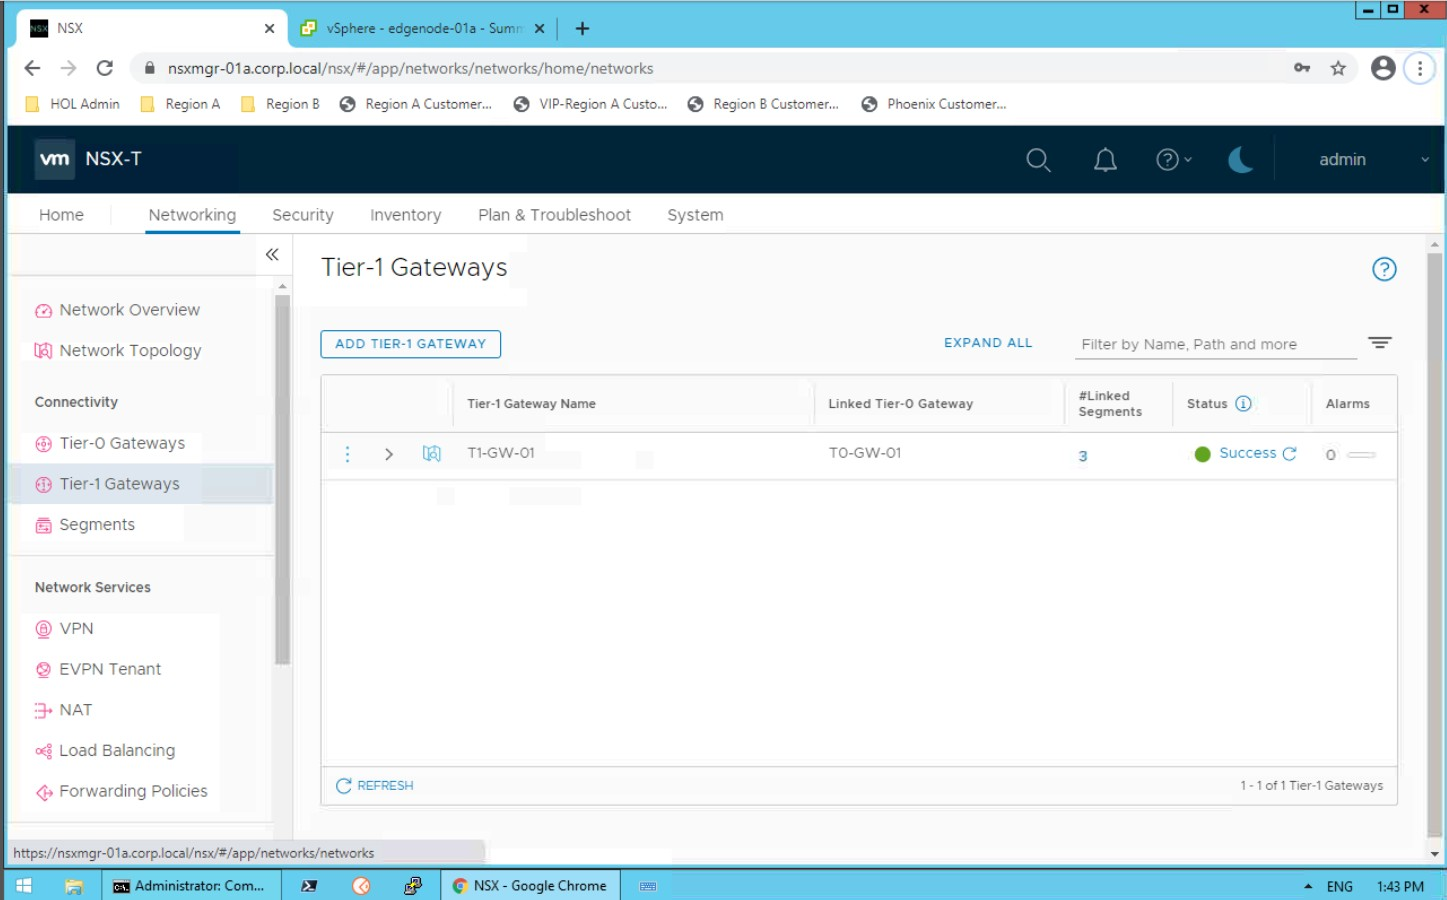 NSX
vSphere - edgenode-01a - Summ
nsxmgr-01a.corp.local/nsx/#/app/networks/networks/home/networks
HOL Admin
Region A
Region B
Region A Customer...
VIP-Region A Custo...
Region B Customer...
Phoenix Customer...
vm NSX-T
admin
Home
Networking
Security
Inventory
Plan & Troubleshoot
System
Network Overview
Network Topology
Connectivity
Tier-0 Gateways
Tier-1 Gateways
Segments
Network Services
VPN
EVPN Tenant
NAT
Load Balancing
Forwarding Policies
Tier-1 Gateways
ADD TIER-1 GATEWAY
EXPAND ALL
Filter by Name, Path and more
Tier-1 Gateway Name
Linked Tier-0 Gateway
#Linked
Segments
Status
Alarms
T1-GW-01
T0-GW-01
3
Success
0
REFRESH
1 - 1 of 1 Tier-1 Gateways
https://nsxmgr-01a.corp.local/nsx/#/app/networks/networks
Administrator: Com...
NSX - Google Chrome
ENG
1:43 PM